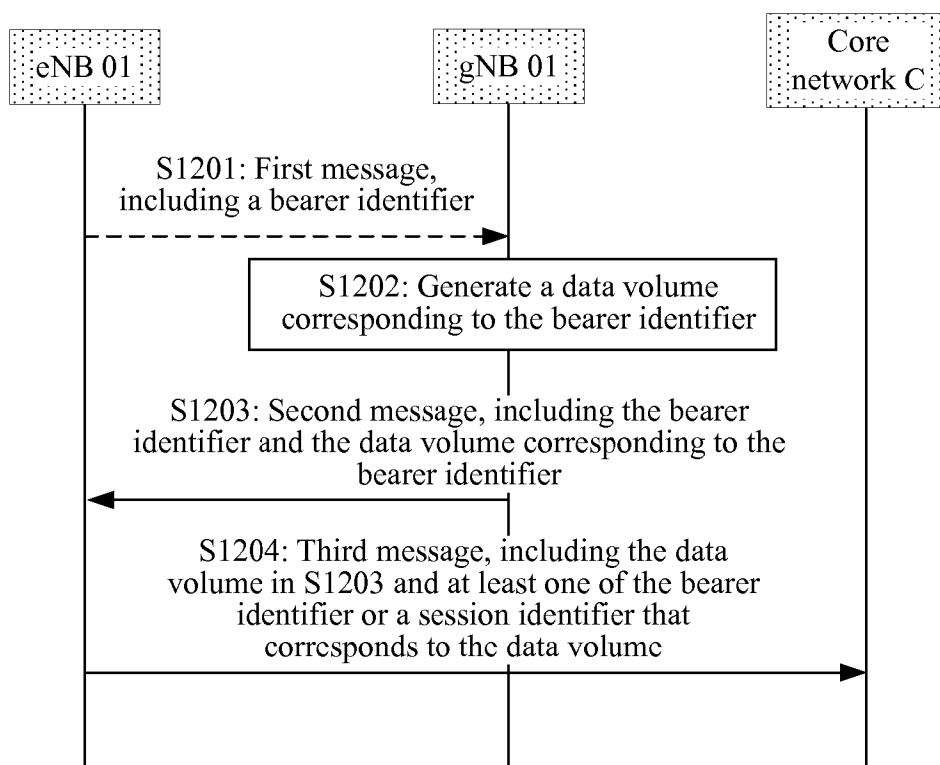 eNB 01
gNB 01
Core
network C
S1201: First message,
including a bearer identifier
S1202: Generate a data volume
corresponding to the bearer identifier
S1203: Second message, including the bearer
identifier and the data volume corresponding to the
bearer identifier
S1204: Third message, including the data
volume in S1203 and at least one of the bearer
identifier or a session identifier that
corresponds to the data volume